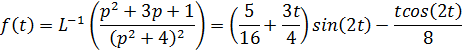 f(t) = L⁻¹ ( (p² + 3p + 1) / (p² + 4)² ) = ( 5/16 + 3t/4 ) sin(2t) − tcos(2t)/8